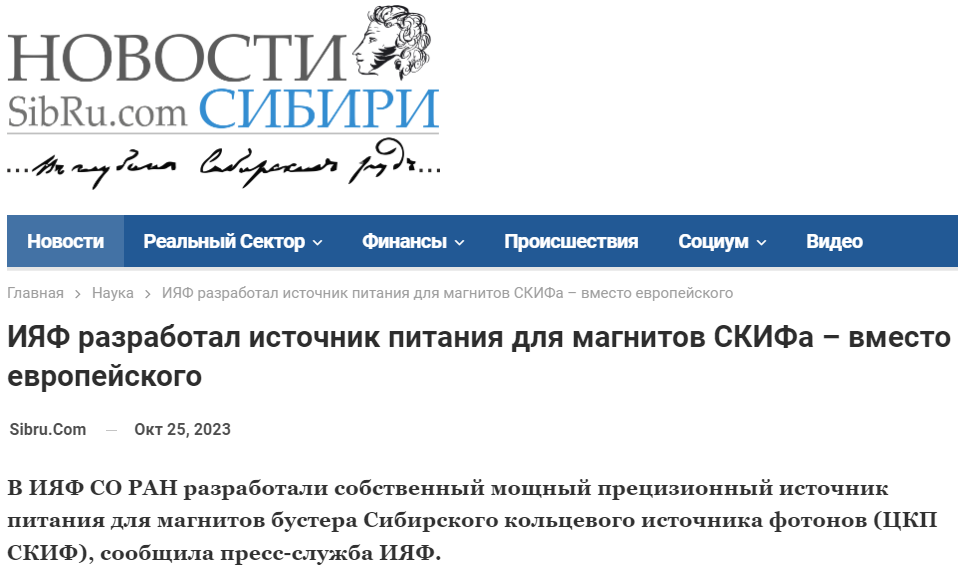 НОВОСТИ
SibRu.com СИБИРИ
...Во глубине Сибирских руд...
Новости Реальный Сектор Финансы Происшествия Социум Видео
Главная > Наука > ИЯФ разработал источник питания для магнитов СКИФа – вместо европейского
ИЯФ разработал источник питания для магнитов СКИФа – вместо
европейского
Sibru.Com — Окт 25, 2023
В ИЯФ СО РАН разработали собственный мощный прецизионный источник
питания для магнитов бустера Сибирского кольцевого источника фотонов (ЦКП
СКИФ), сообщила пресс-служба ИЯФ.